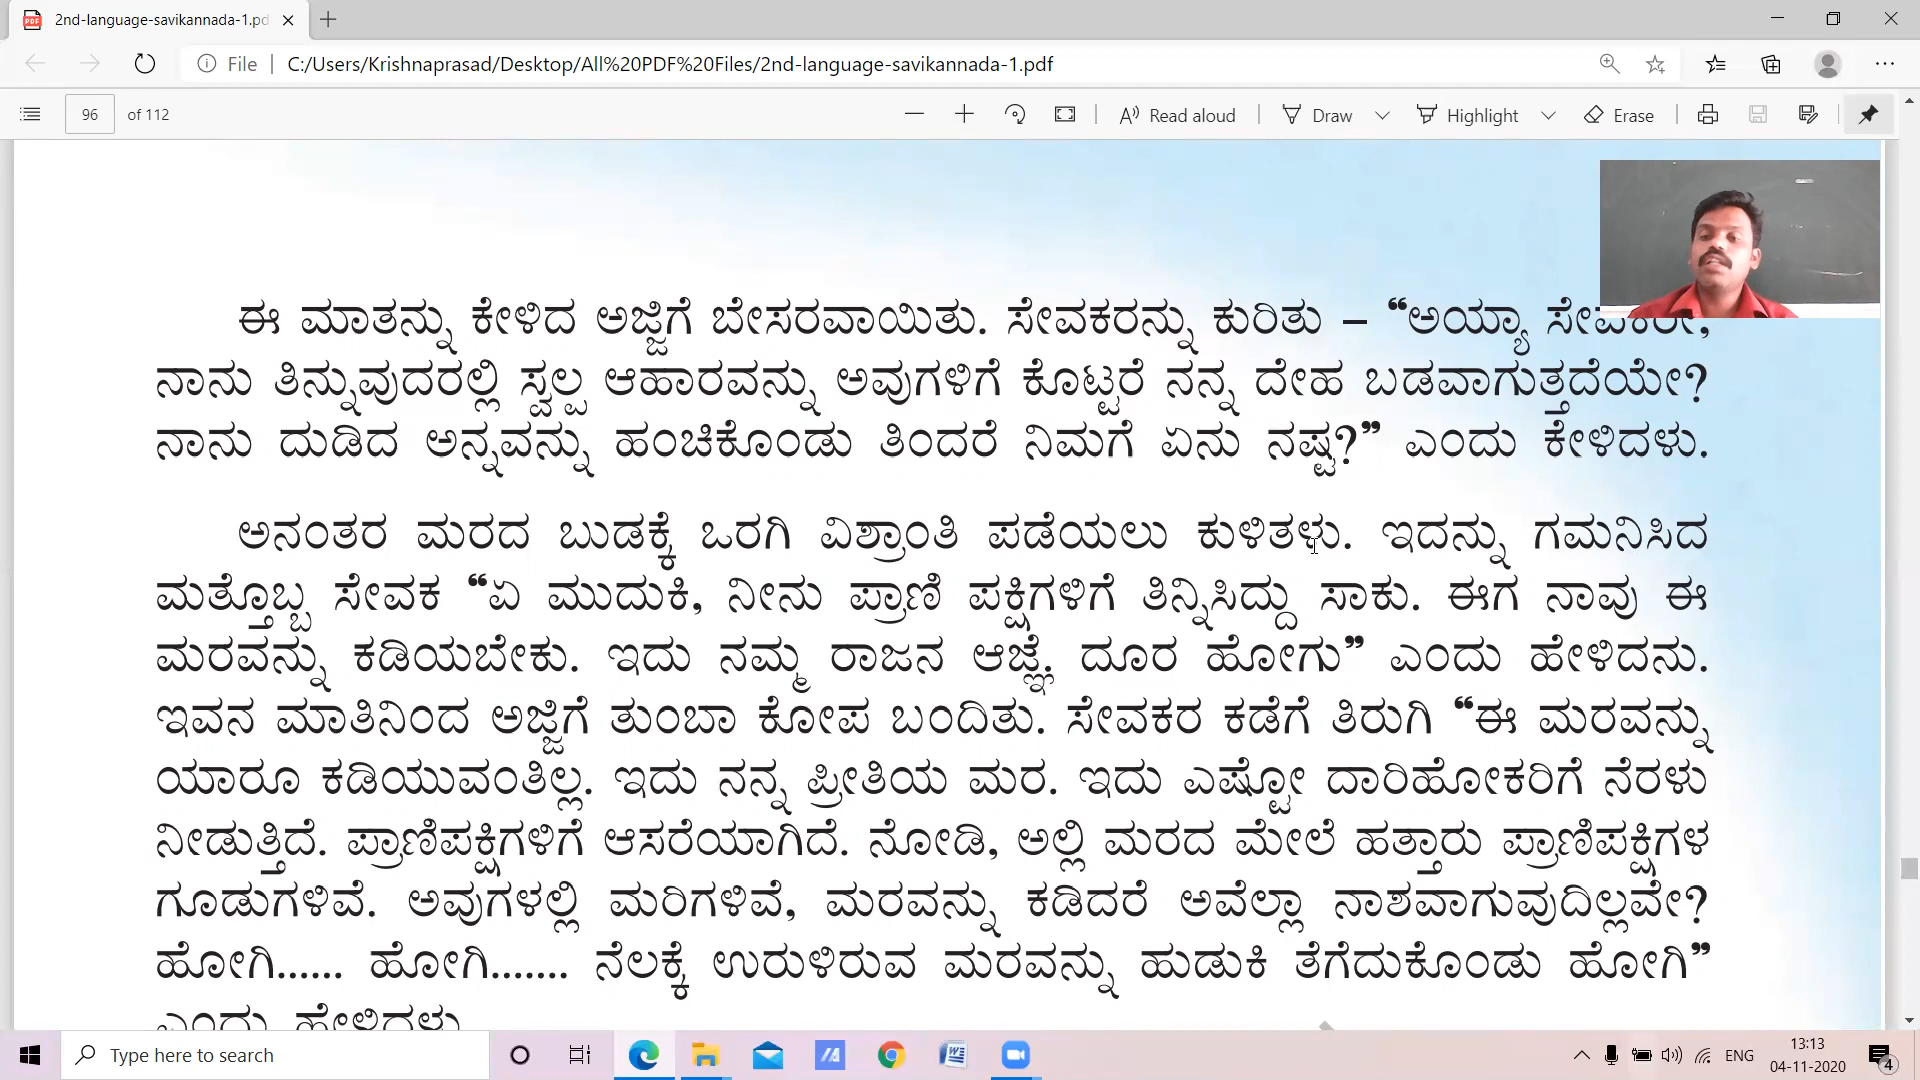 2nd-language-savikannada-1.pd
File
C:/Users/Krishnaprasad/Desktop/All%20PDF%20Files/2nd-language-savikannada-1.pdf
96 of 112
Read aloud
Draw
Highlight
Erase
ಈ ಮಾತನ್ನು ಕೇಳಿದ ಅಜ್ಜಿಗೆ ಬೇಸರವಾಯಿತು. ಸೇವಕರನ್ನು ಕುರಿತು – “ಅಯ್ಯಾ ಸೇವಕರೇ,
ನಾನು ತಿನ್ನುವುದರಲ್ಲಿ ಸ್ವಲ್ಪ ಆಹಾರವನ್ನು ಅವುಗಳಿಗೆ ಕೊಟ್ಟರೆ ನನ್ನ ದೇಹ ಬಡವಾಗುತ್ತದೆಯೇ?
ನಾನು ದುಡಿದ ಅನ್ನವನ್ನು ಹಂಚಿಕೊಂಡು ತಿಂದರೆ ನಿಮಗೆ ಏನು ನಷ್ಟ?” ಎಂದು ಕೇಳಿದಳು.
ಅನಂತರ ಮರದ ಬುಡಕ್ಕೆ ಒರಗಿ ವಿಶ್ರಾಂತಿ ಪಡೆಯಲು ಕುಳಿತಳು. ಇದನ್ನು ಗಮನಿಸಿದ
ಮತ್ತೊಬ್ಬ ಸೇವಕ “ಏ ಮುದುಕಿ, ನೀನು ಪ್ರಾಣಿ ಪಕ್ಷಿಗಳಿಗೆ ತಿನ್ನಿಸಿದ್ದು ಸಾಕು. ಈಗ ನಾವು ಈ
ಮರವನ್ನು ಕಡಿಯಬೇಕು. ಇದು ನಮ್ಮ ರಾಜನ ಆಜ್ಞೆ. ದೂರ ಹೋಗು” ಎಂದು ಹೇಳಿದನು.
ಇವನ ಮಾತಿನಿಂದ ಅಜ್ಜಿಗೆ ತುಂಬಾ ಕೋಪ ಬಂದಿತು. ಸೇವಕರ ಕಡೆಗೆ ತಿರುಗಿ “ಈ ಮರವನ್ನು
ಯಾರೂ ಕಡಿಯುವಂತಿಲ್ಲ. ಇದು ನನ್ನ ಪ್ರೀತಿಯ ಮರ. ಇದು ಎಷ್ಟೋ ದಾರಿಹೋಕರಿಗೆ ನೆರಳು
ನೀಡುತ್ತಿದೆ. ಪ್ರಾಣಿಪಕ್ಷಿಗಳಿಗೆ ಆಸರೆಯಾಗಿದೆ. ನೋಡಿ, ಅಲ್ಲಿ ಮರದ ಮೇಲೆ ಹತ್ತಾರು ಪ್ರಾಣಿಪಕ್ಷಿಗಳ
ಗೂಡುಗಳಿವೆ. ಅವುಗಳಲ್ಲಿ ಮರಿಗಳಿವೆ, ಮರವನ್ನು ಕಡಿದರೆ ಅವೆಲ್ಲಾ ನಾಶವಾಗುವುದಿಲ್ಲವೇ?
ಹೋಗಿ...... ಹೋಗಿ....... ನೆಲಕ್ಕೆ ಉರುಳಿರುವ ಮರವನ್ನು ಹುಡುಕಿ ತೆಗೆದುಕೊಂಡು ಹೋಗಿ”
ಎಂದು ಹೇಳಿದಳು
Type here to search
ENG
13:13
04-11-2020
4